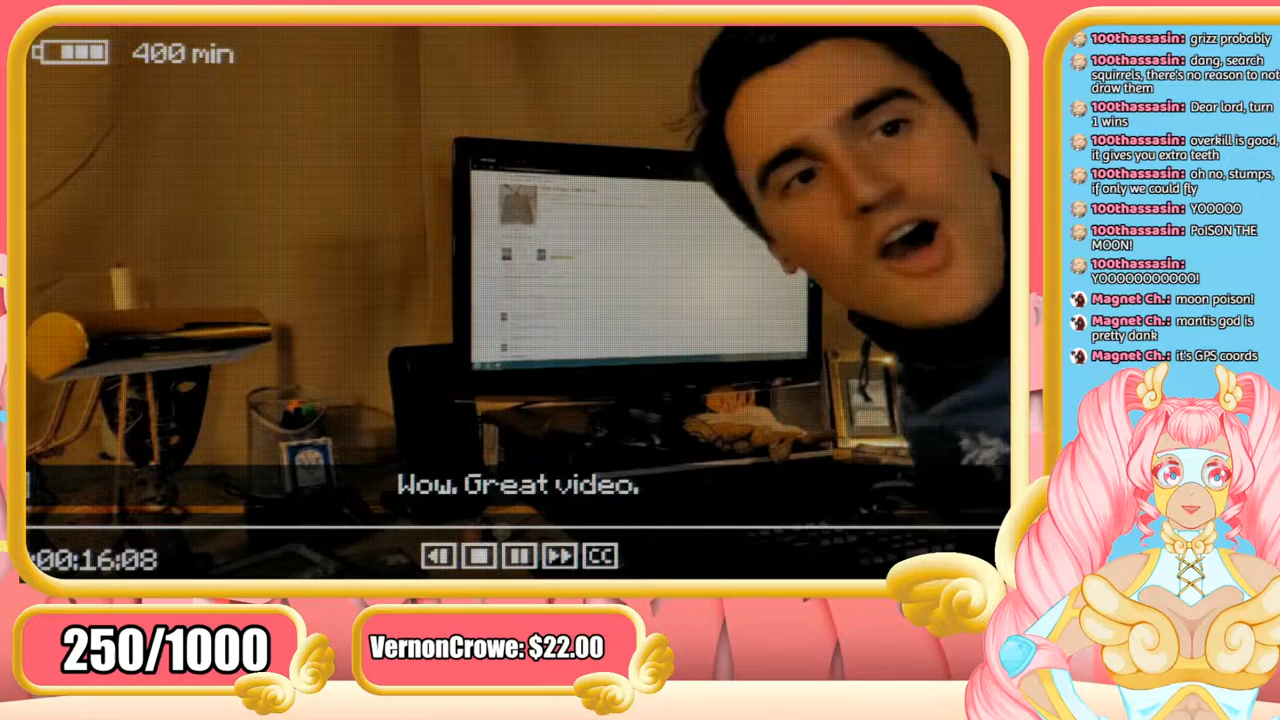 400 min
Wow. Great video.
:00:16:08
CC
250/1000
VernonCrowe: $22.00
100thassasin: grizz probably
100thassasin: dang, search
squirrels, there's no reason to not
draw them
100thassasin: Dear lord, turn
1 wins
100thassasin: overkill is good,
it gives you extra teeth
100thassasin: oh no, stumps,
if only we could fly
100thassasin: YOOOOO
100thassasin: PoISON THE
MOON!
100thassasin:
YOOOOOOOOOO!
Magnet Ch.: moon poison!
Magnet Ch.: mantis god is
pretty dank
Magnet Ch.: it's GPS coords